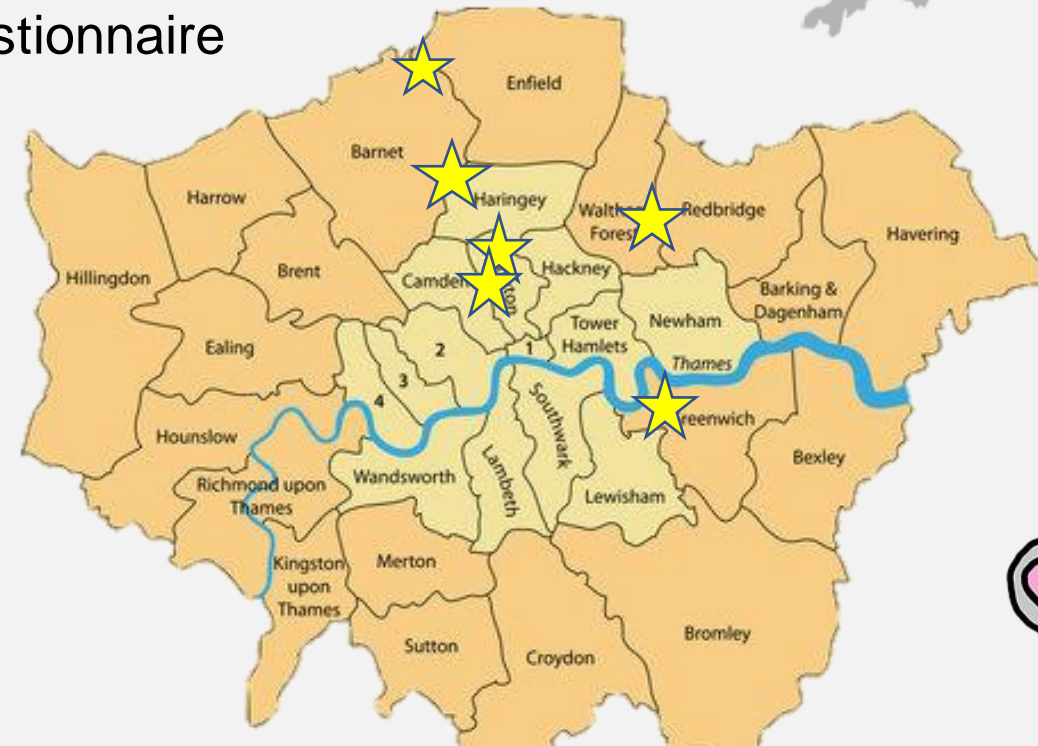 stionnaire
Enfield
Barnet
Haringey
Harrow
Redbridge
Forest
Havering
Hillingdon
Brent
Camden
Hackney
Barking &
Dagenham
Ealing
Tower
Hamlets
Newham
1
2
3
4
Thames
Hounslow
Southwark
reenwich
Wandsworth
Lambeth
Bexley
Richmond upon
Thames
Lewisham
Kingston
upon
Thames
Merton
Sutton
Croydon
Bromley